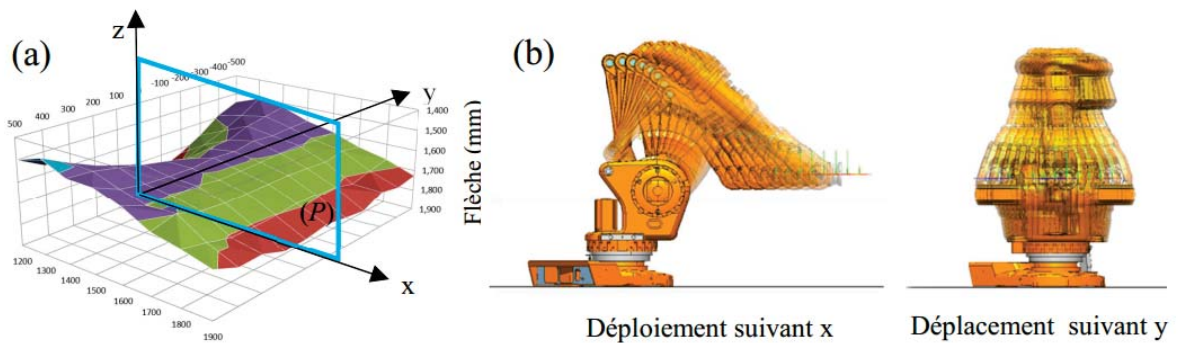 (a)
z
y
x
(P)
-500
-400
-300
-200
-100
100
200
300
400
500
1200
1300
1400
1500
1600
1700
1800
1900
1,400
1,500
1,600
1,700
1,800
1,900
Flèche (mm)
(b)
Déploiement suivant x
Déplacement suivant y